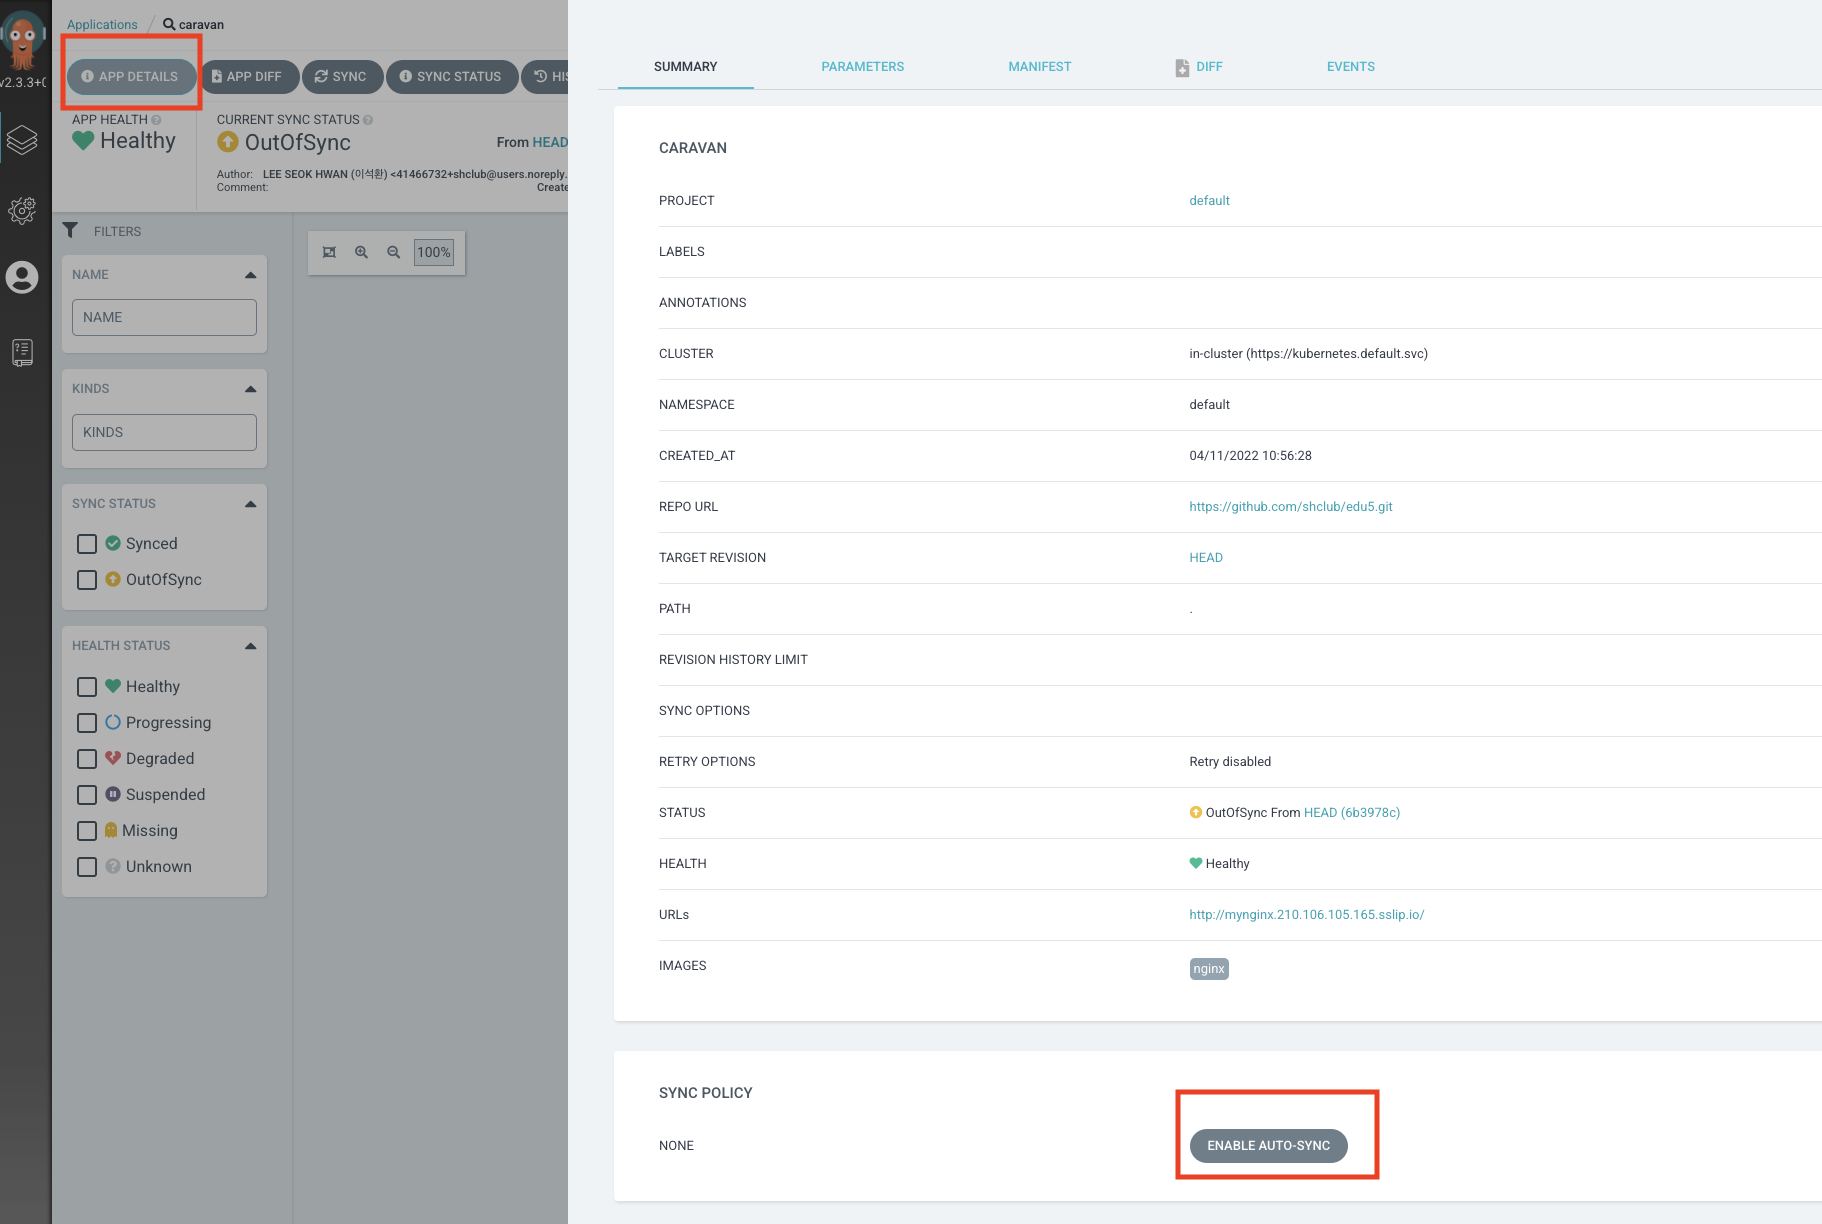 Applications / caravan
APP DETAILS
APP DIFF
SYNC
SYNC STATUS
v2.3.3+
APP HEALTH
Healthy
CURRENT SYNC STATUS
OutOfSync
From HEAD
Author: LEE SEOK HWAN (이석환) <41466732+shclub@users.noreply.
Comment: Create
FILTERS
NAME
NAME
KINDS
KINDS
SYNC STATUS
Synced
OutOfSync
HEALTH STATUS
Healthy
Progressing
Degraded
Suspended
Missing
Unknown
100%
SUMMARY
PARAMETERS
MANIFEST
DIFF
EVENTS
CARAVAN
PROJECT default
LABELS
ANNOTATIONS
CLUSTER in-cluster (https://kubernetes.default.svc)
NAMESPACE default
CREATED_AT 04/11/2022 10:56:28
REPO URL https://github.com/shclub/edu5.git
TARGET REVISION HEAD
PATH .
REVISION HISTORY LIMIT
SYNC OPTIONS
RETRY OPTIONS Retry disabled
STATUS OutOfSync From HEAD (6b3978c)
HEALTH Healthy
URLs http://mynginx.210.106.105.165.sslip.io/
IMAGES nginx
SYNC POLICY
NONE ENABLE AUTO-SYNC